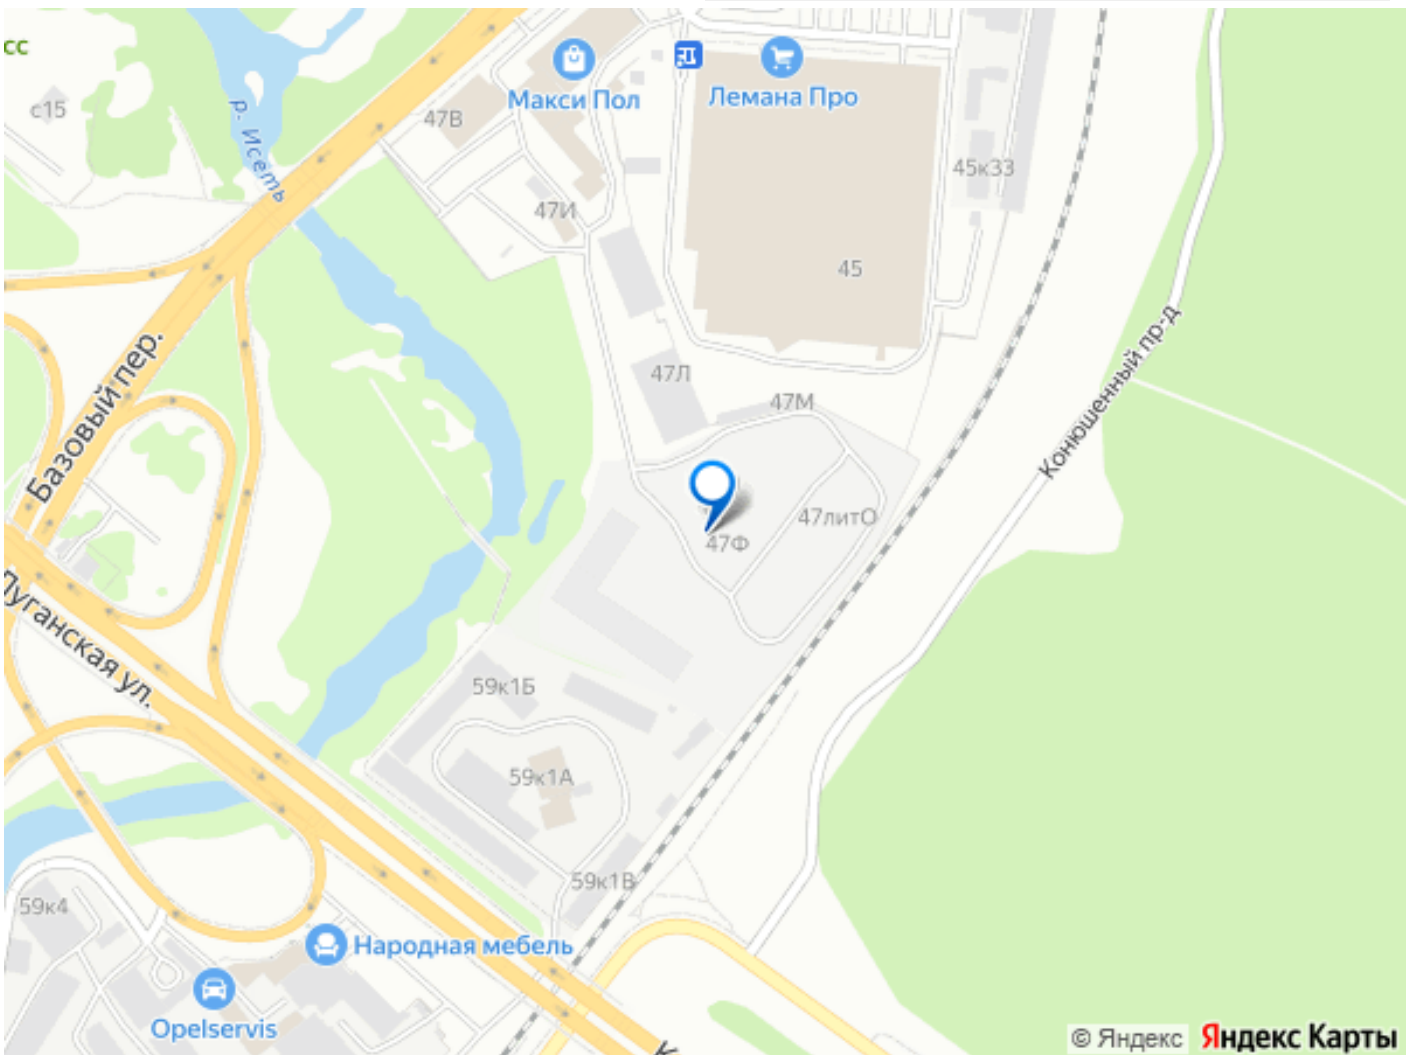 сс
с15
р. Исеть
47В
Макси Пол
Лемана Про
45к33
47И
45
Базовый пер.
47Л
47М
Конюшенный пр-д
47литО
47Ф
Луганская ул.
59к1Б
59к1А
59к1В
59к4
Народная мебель
Opelservis
© Яндекс Яндекс Карты